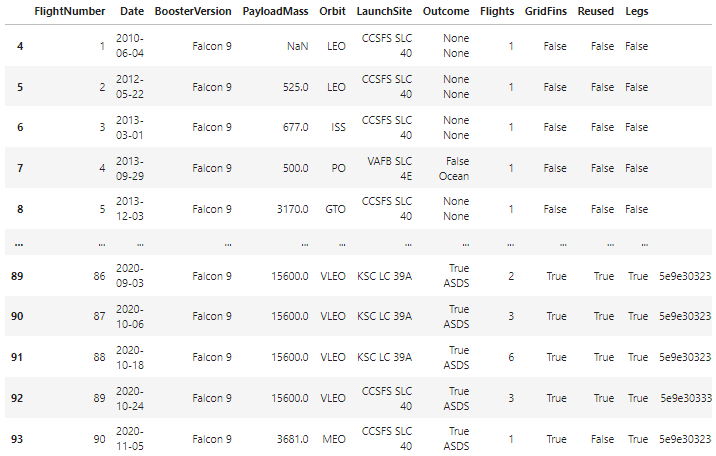 FlightNumber Date BoosterVersion PayloadMass Orbit LaunchSite Outcome Flights GridFins Reused Legs
4 1 2010-06-04 Falcon 9 NaN LEO CCSFS SLC 40 None None 1 False False False
5 2 2012-05-22 Falcon 9 525.0 LEO CCSFS SLC 40 None None 1 False False False
6 3 2013-03-01 Falcon 9 677.0 ISS CCSFS SLC 40 None None 1 False False False
7 4 2013-09-29 Falcon 9 500.0 PO VAFB SLC 4E False Ocean 1 False False False
8 5 2013-12-03 Falcon 9 3170.0 GTO CCSFS SLC 40 None None 1 False False False
... ... ... ... ... ... ... ... ... ... ... ...
89 86 2020-09-03 Falcon 9 15600.0 VLEO KSC LC 39A True ASDS 2 True True True 5e9e30323
90 87 2020-10-06 Falcon 9 15600.0 VLEO KSC LC 39A True ASDS 3 True True True 5e9e30323
91 88 2020-10-18 Falcon 9 15600.0 VLEO KSC LC 39A True ASDS 6 True True True 5e9e30323
92 89 2020-10-24 Falcon 9 15600.0 VLEO CCSFS SLC 40 True ASDS 3 True True True 5e9e30333
93 90 2020-11-05 Falcon 9 3681.0 MEO CCSFS SLC 40 True ASDS 1 True False True 5e9e30323